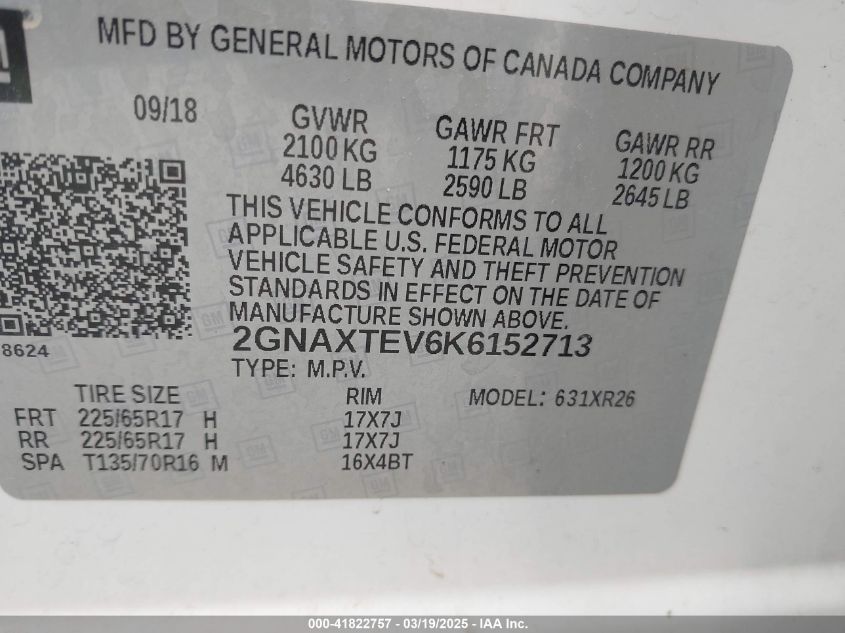 MFD BY GENERAL MOTORS OF CANADA COMPANY
09/18
GVWR GAWR FRT GAWR RR
2100 KG 1175 KG 1200 KG
4630 LB 2590 LB 2645 LB
THIS VEHICLE CONFORMS TO ALL
APPLICABLE U.S. FEDERAL MOTOR
VEHICLE SAFETY AND THEFT PREVENTION
STANDARDS IN EFFECT ON THE DATE OF
MANUFACTURE SHOWN ABOVE.
8624
2GNAXTEV6K6152713
TYPE: M.P.V.
TIRE SIZE RIM MODEL: 631XR26
FRT 225/65R17 H 17X7J
RR 225/65R17 H 17X7J
SPA T135/70R16 M 16X4BT
000-41822757 - 03/19/2025 - IAA Inc.